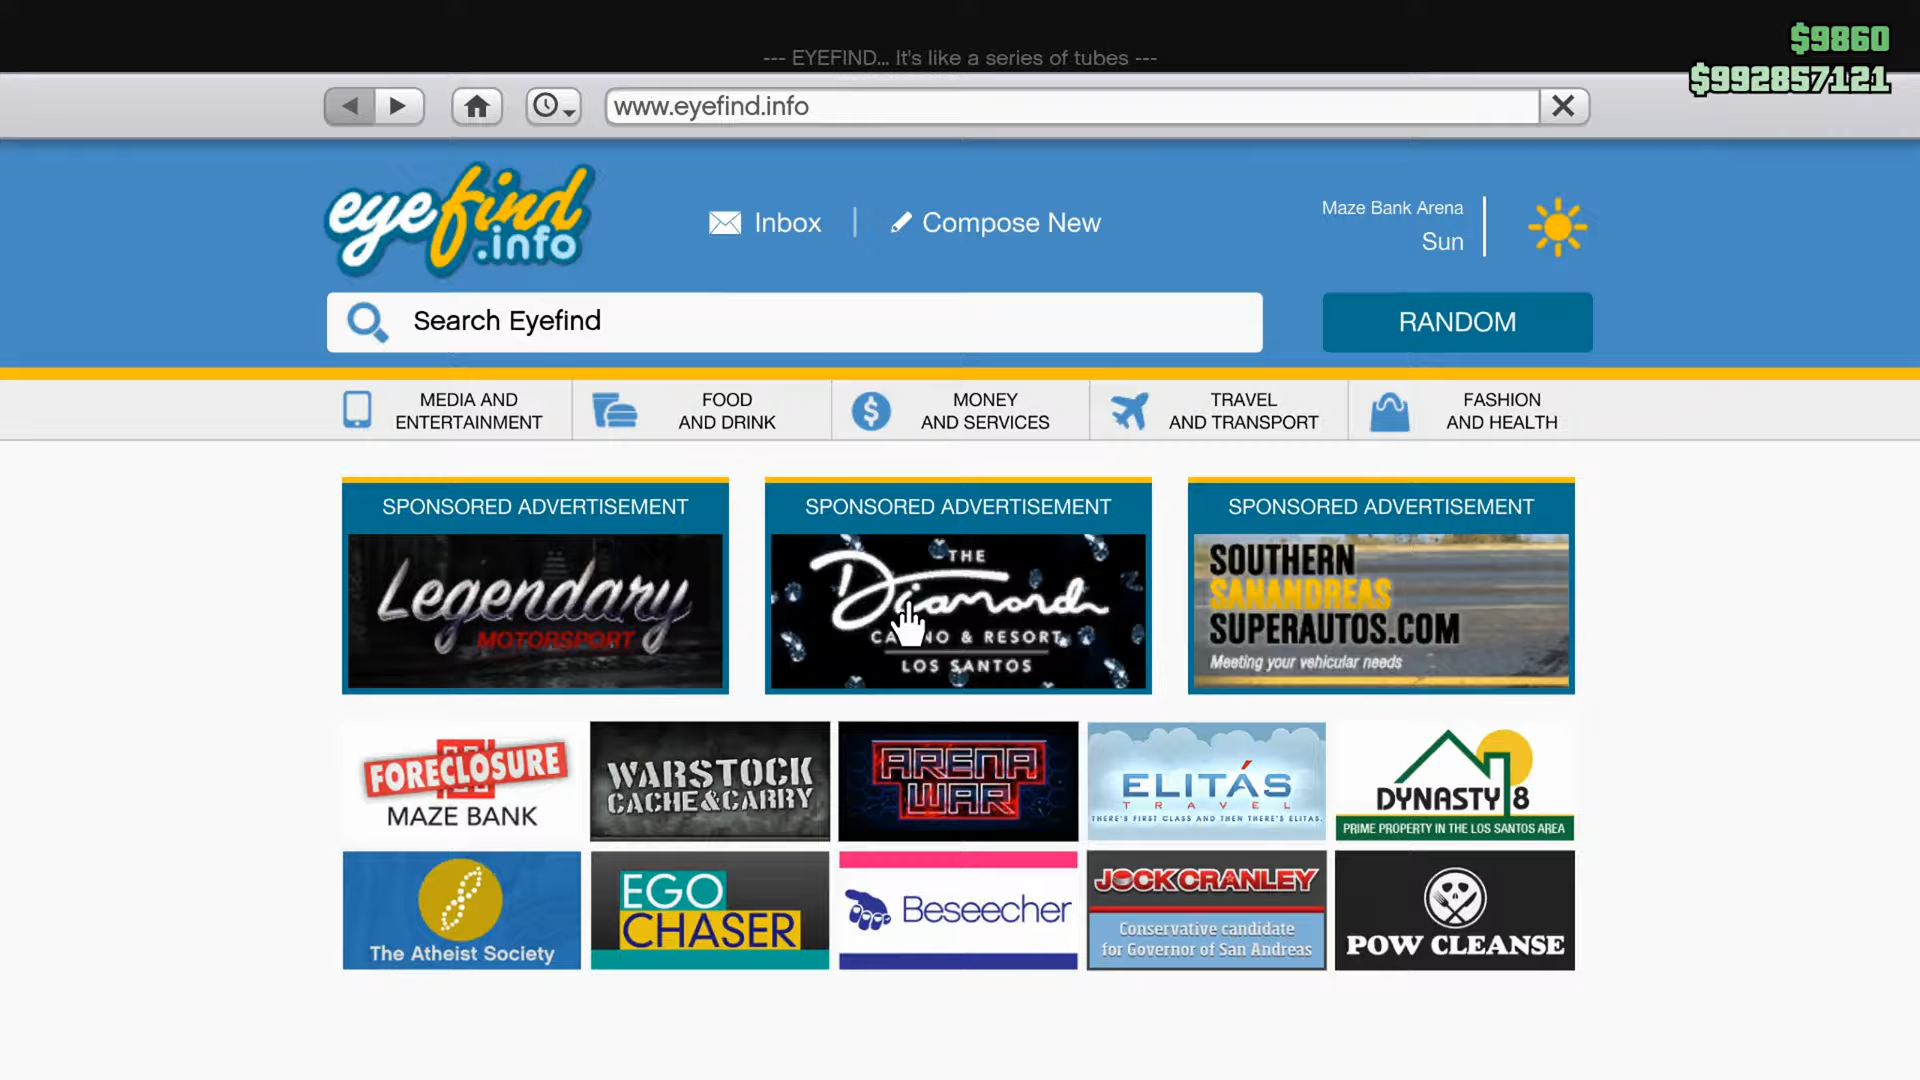 $9860
--- EYEFIND... It's like a series of tubes ---
$992857121
www.eyefind.info
eyefind
.info
Inbox
Compose New
Maze Bank Arena
Sun
Search Eyefind
RANDOM
MEDIA AND
ENTERTAINMENT
FOOD
AND DRINK
MONEY
AND SERVICES
TRAVEL
AND TRANSPORT
FASHION
AND HEALTH
SPONSORED ADVERTISEMENT
Legendary
MOTORSPORT
SPONSORED ADVERTISEMENT
THE
Diamond
CASINO & RESORT
LOS SANTOS
SPONSORED ADVERTISEMENT
SOUTHERN
SANANDREAS
SUPERAUTOS.COM
Meeting your vehicular needs
FORECLOSURE
MAZE BANK
WARSTOCK
CACHE&CARRY
ARENA
WAR
ELITÁS
TRAVEL
THERE'S FIRST CLASS AND THEN THERE'S ELITAS.
DYNASTY 8
PRIME PROPERTY IN THE LOS SANTOS AREA
The Atheist Society
EGO
CHASER
Beseecher
JOCK CRANLEY
Conservative candidate
for Governor of San Andreas
POW CLEANSE